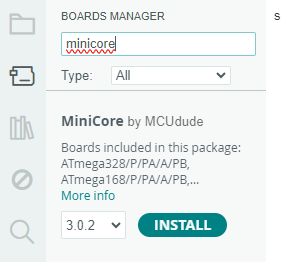 BOARDS MANAGER
S
minicore
Type: All
MiniCore by MCUdude
Boards included in this package:
ATmega328/P/PA/A/PB,
ATmega168/P/PA/A/PB,...
More info
3.0.2 INSTALL